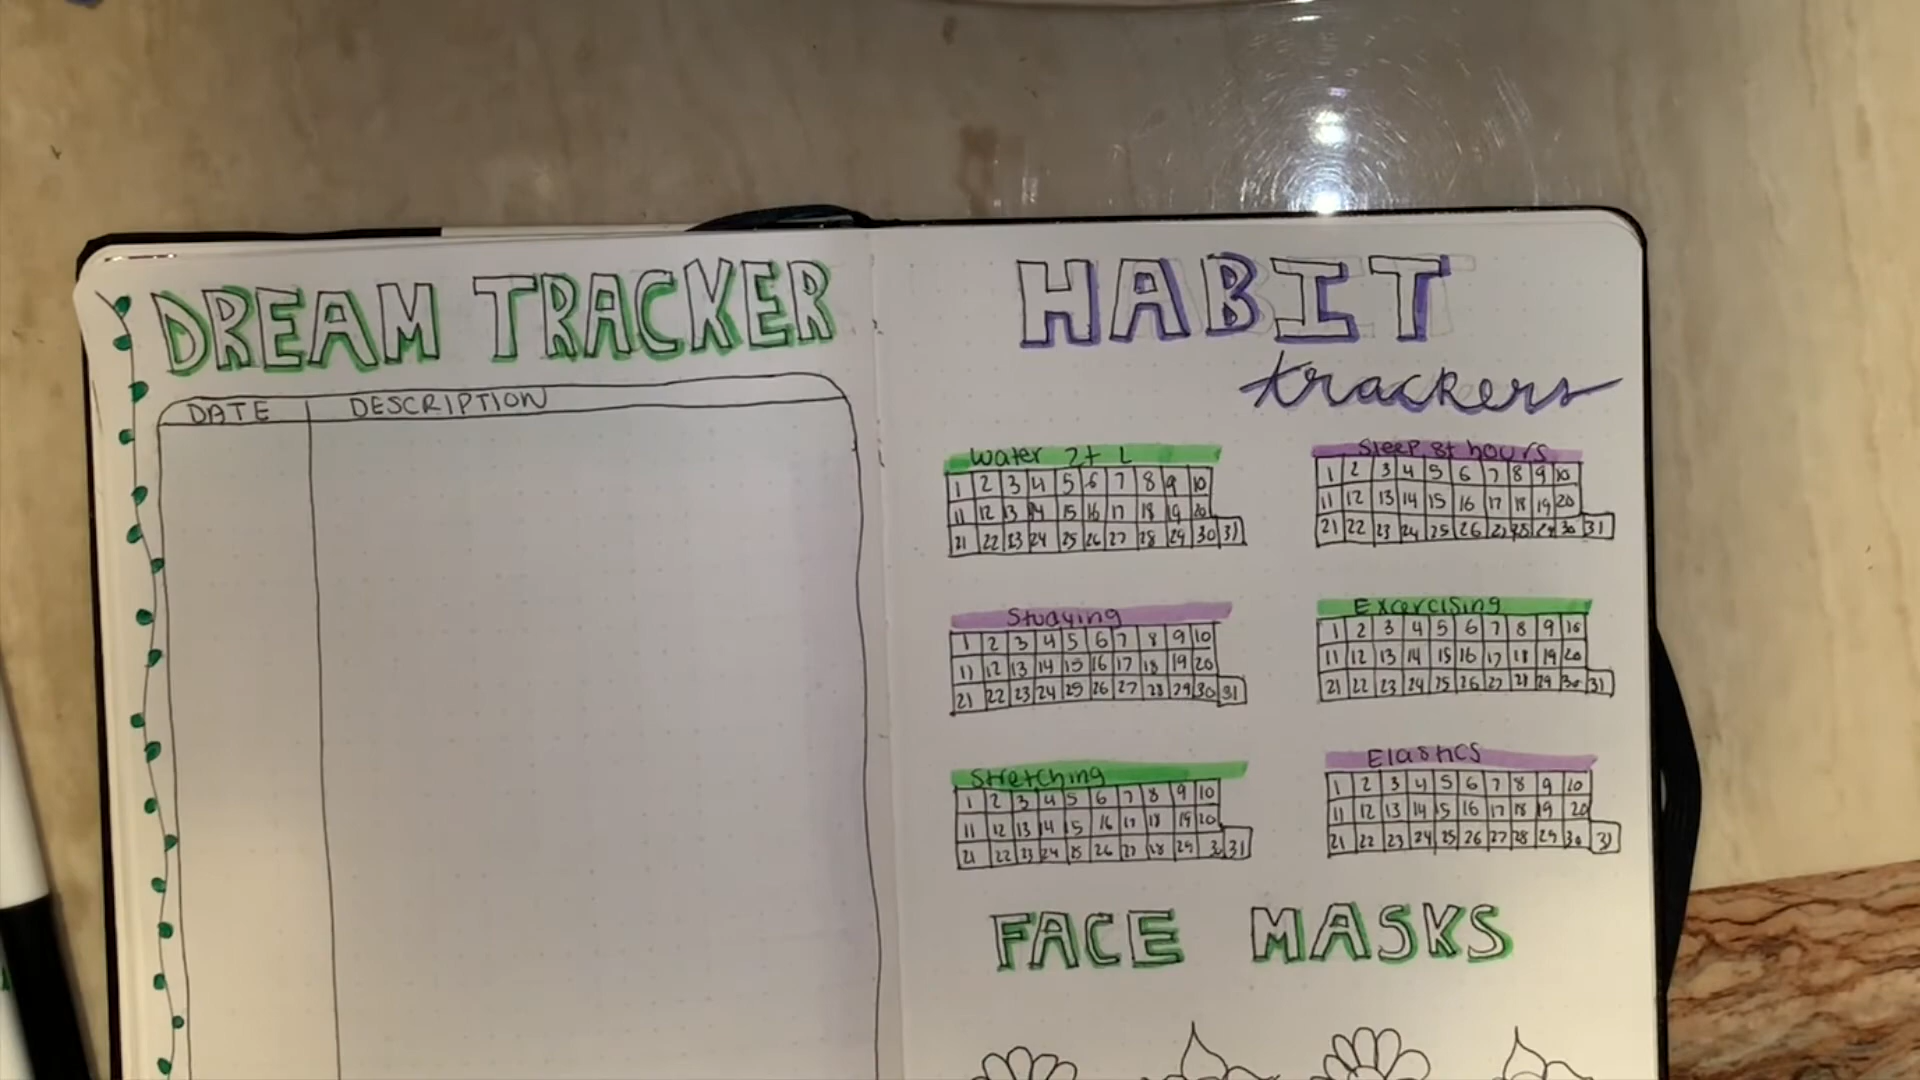 DREAM TRACKER
DATE DESCRIPTION
HABIT
trackers
Water 2+ L
1 2 3 4 5 6 7 8 9 10
11 12 13 14 15 16 17 18 19 20
21 22 23 24 25 26 27 28 29 30 31
Sleep 8+ hours
1 2 3 4 5 6 7 8 9 10
11 12 13 14 15 16 17 18 19 20
21 22 23 24 25 26 27 28 29 30 31
Studying
1 2 3 4 5 6 7 8 9 10
11 12 13 14 15 16 17 18 19 20
21 22 23 24 25 26 27 28 29 30 31
Excercising
1 2 3 4 5 6 7 8 9 10
11 12 13 14 15 16 17 18 19 20
21 22 23 24 25 26 27 28 29 30 31
Stretching
1 2 3 4 5 6 7 8 9 10
11 12 13 14 15 16 17 18 19 20
21 22 23 24 25 26 27 28 29 30 31
Elastics
1 2 3 4 5 6 7 8 9 10
11 12 13 14 15 16 17 18 19 20
21 22 23 24 25 26 27 28 29 30 31
FACE MASKS